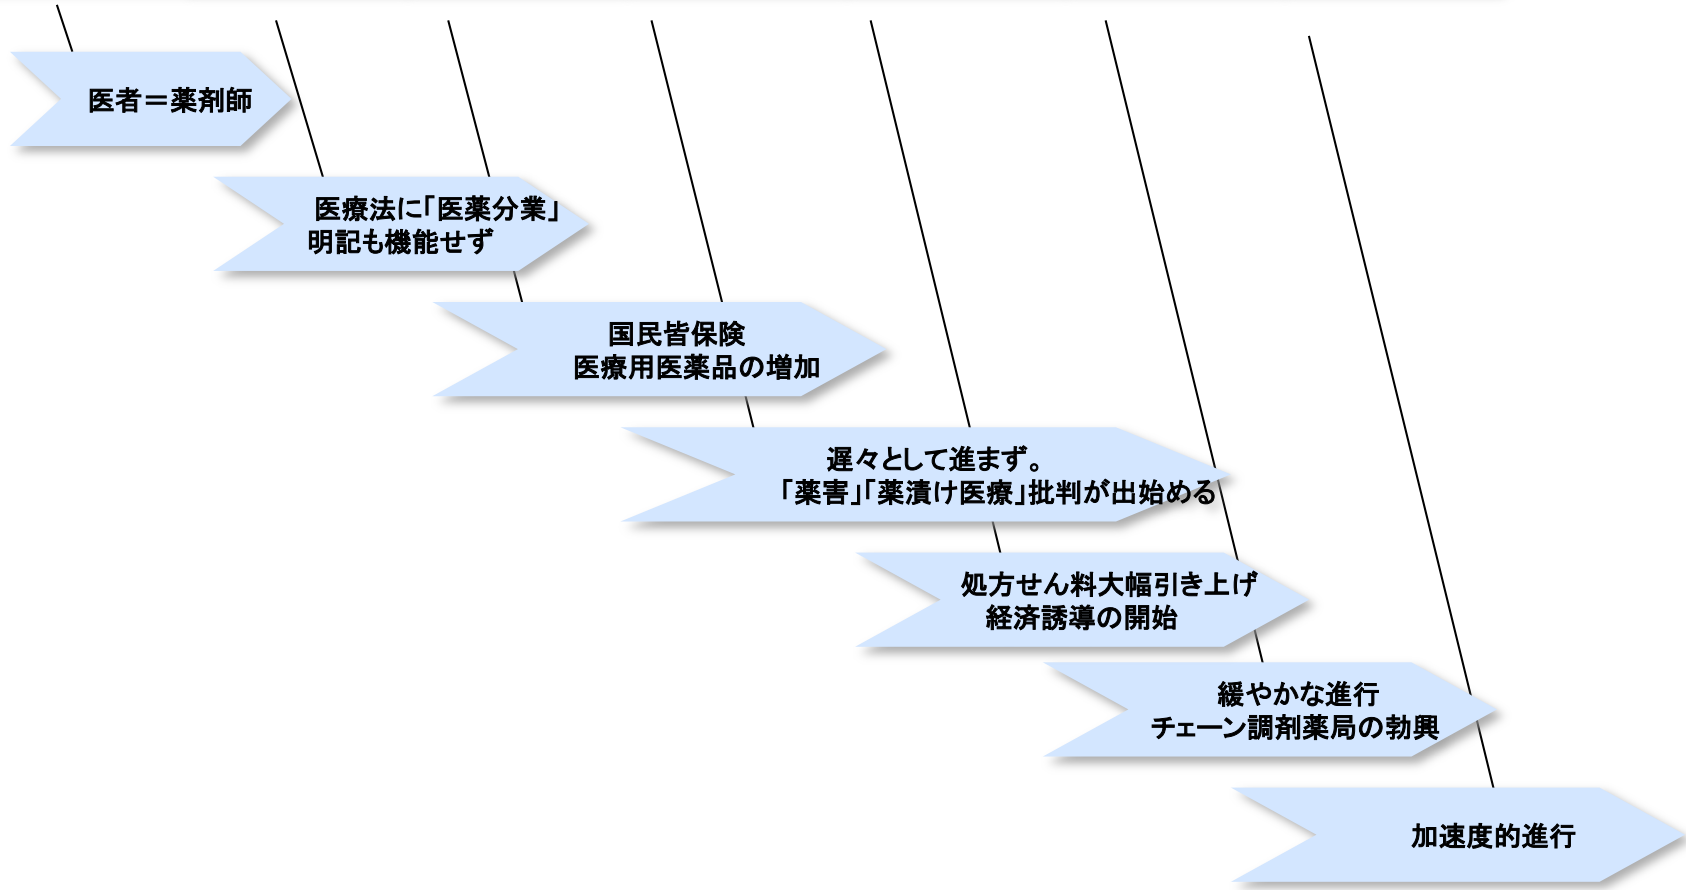 医者＝薬剤師
医療法に「医薬分業」
明記も機能せず
国民皆保険
医療用医薬品の増加
遅々として進まず。
「薬害」「薬漬け医療」批判が出始める
処方せん料大幅引き上げ
経済誘導の開始
緩やかな進行
チェーン調剤薬局の勃興
加速度的進行